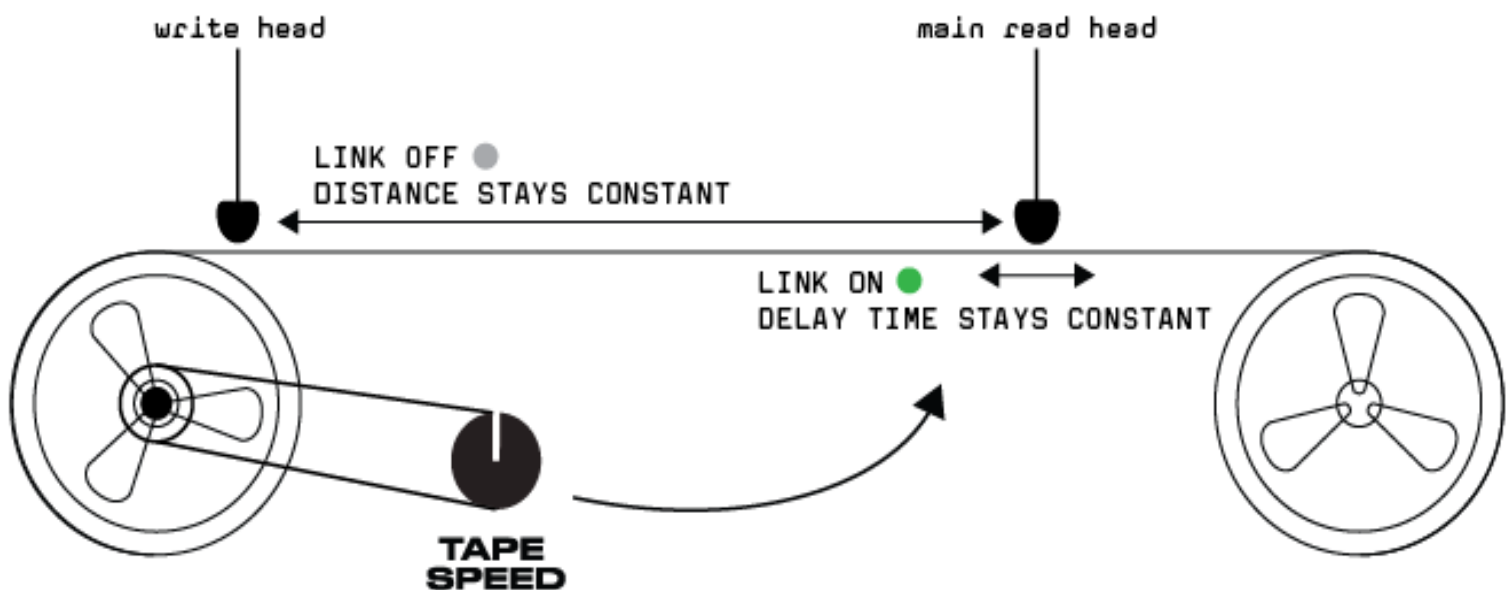 write head
main read head
LINK OFF
DISTANCE STAYS CONSTANT
LINK ON
DELAY TIME STAYS CONSTANT
TAPE
SPEED